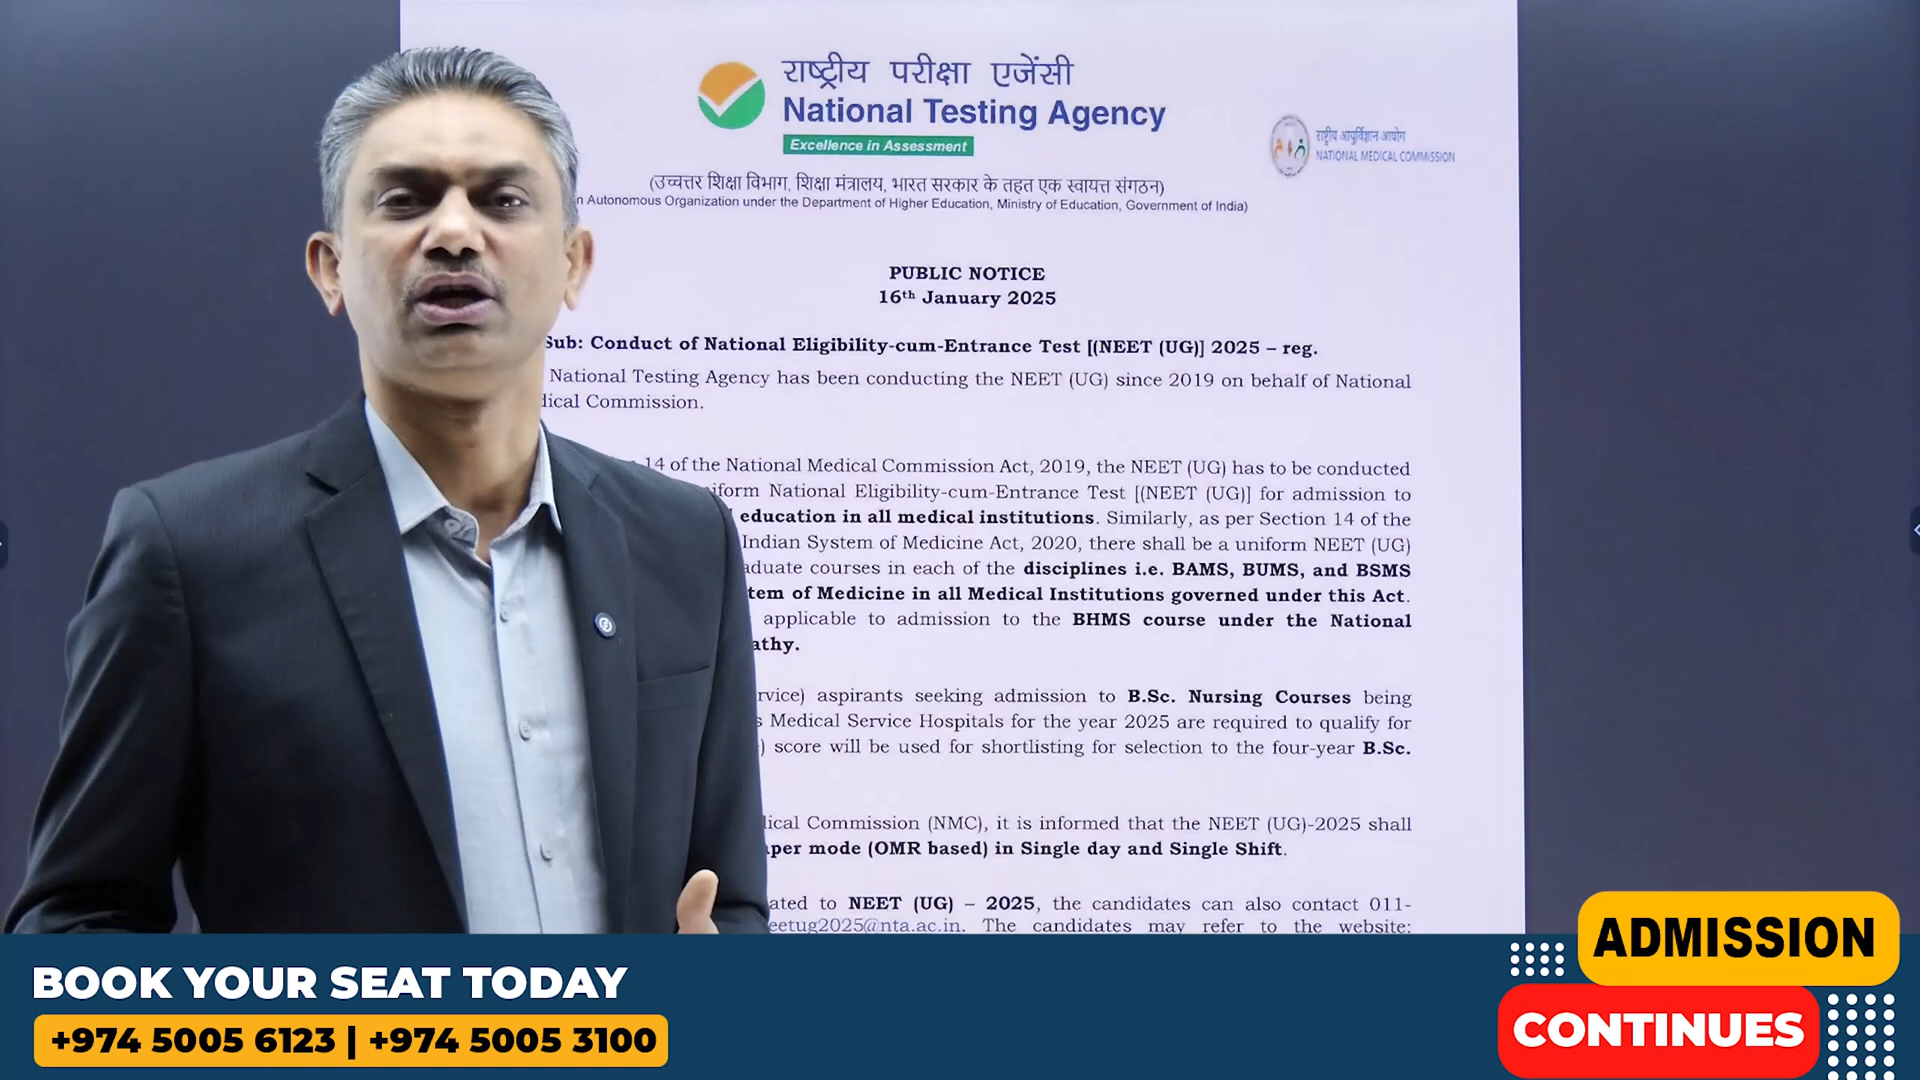 राष्ट्रीय परीक्षा एजेंसी
National Testing Agency
Excellence in Assessment
राष्ट्रीय आयुर्विज्ञान आयोग
NATIONAL MEDICAL COMMISSION
(उच्चतर शिक्षा विभाग, शिक्षा मंत्रालय, भारत सरकार के तहत एक स्वायत्त संगठन)
n Autonomous Organization under the Department of Higher Education, Ministry of Education, Government of India)
PUBLIC NOTICE
16th January 2025
Sub: Conduct of National Eligibility-cum-Entrance Test [(NEET (UG)] 2025 – reg.
National Testing Agency has been conducting the NEET (UG) since 2019 on behalf of National
dical Commission.
14 of the National Medical Commission Act, 2019, the NEET (UG) has to be conducted
iform National Eligibility-cum-Entrance Test [(NEET (UG)] for admission to
education in all medical institutions. Similarly, as per Section 14 of the
Indian System of Medicine Act, 2020, there shall be a uniform NEET (UG)
aduate courses in each of the disciplines i.e. BAMS, BUMS, and BSMS
tem of Medicine in all Medical Institutions governed under this Act.
applicable to admission to the BHMS course under the National
athy.
rvice) aspirants seeking admission to B.Sc. Nursing Courses being
s Medical Service Hospitals for the year 2025 are required to qualify for
) score will be used for shortlisting for selection to the four-year B.Sc.
lical Commission (NMC), it is informed that the NEET (UG)-2025 shall
aper mode (OMR based) in Single day and Single Shift.
ated to NEET (UG) – 2025, the candidates can also contact 011-
eetug2025@nta.ac.in. The candidates may refer to the website:
ADMISSION
CONTINUES
BOOK YOUR SEAT TODAY
+974 5005 6123 | +974 5005 3100